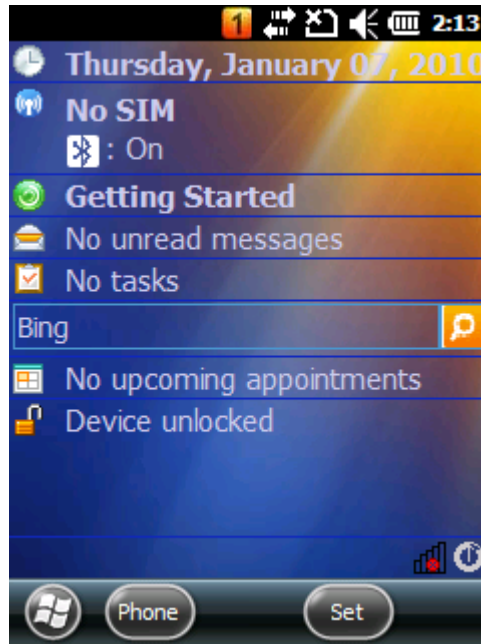 1 2:13
Thursday, January 07, 2010
No SIM
: On
Getting Started
No unread messages
No tasks
Bing
No upcoming appointments
Device unlocked
Phone Set